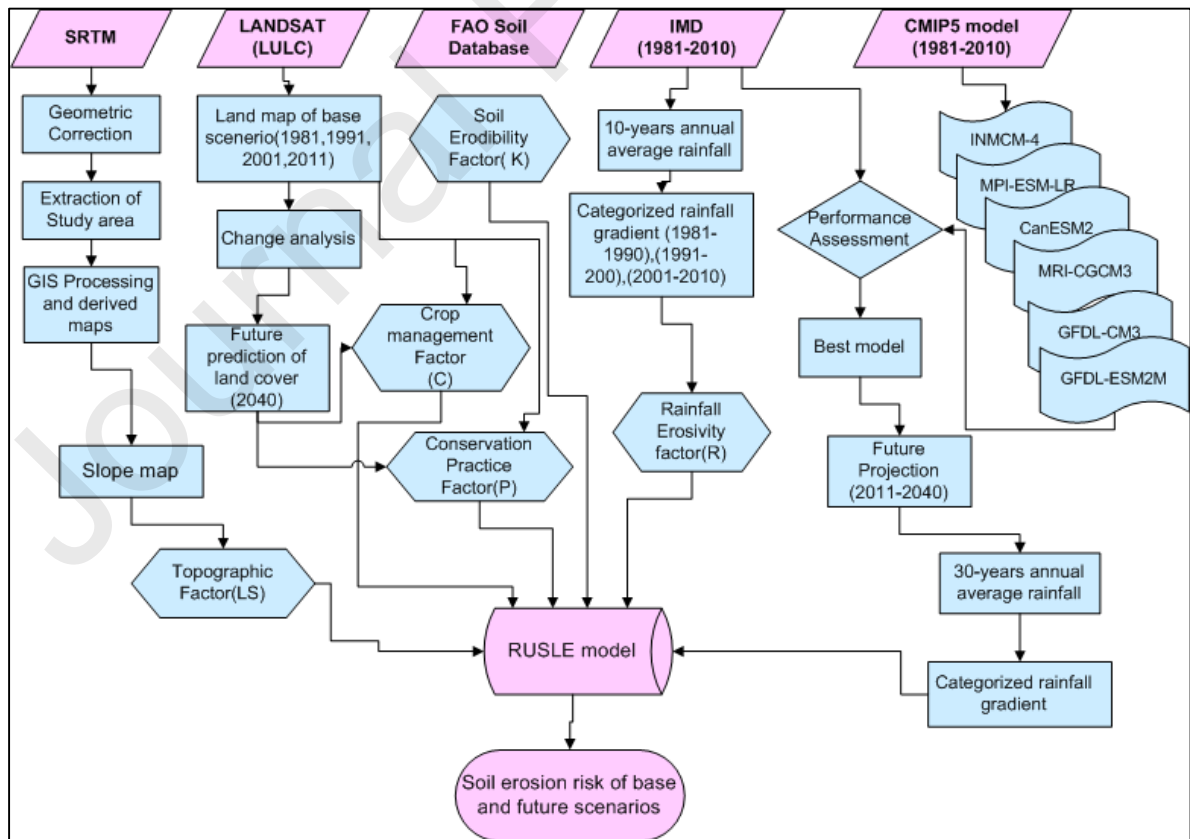 SRTM
LANDSAT
(LULC)
FAO Soil
Database
IMD
(1981-2010)
CMIP5 model
(1981-2010)
Geometric
Correction
Extraction of
Study area
GIS Processing
and derived
maps
Slope map
Topographic
Factor(LS)
Land map of base
scenerio(1981,1991,
2001,2011)
Change analysis
Future
prediction of
land cover
(2040)
Soil
Erodibility
Factor( K)
Crop
management
Factor
(C)
Conservation
Practice
Factor(P)
10-years annual
average rainfall
Categorized rainfall
gradient (1981-
1990),(1991-
200),(2001-2010)
Rainfall
Erosivity
factor(R)
Performance
Assessment
Best model
Future
Projection
(2011-2040)
30-years annual
average rainfall
Categorized rainfall
gradient
INMCM-4
MPI-ESM-LR
CanESM2
MRI-CGCM3
GFDL-CM3
GFDL-ESM2M
RUSLE model
Soil erosion risk of base
and future scenarios
Journal P